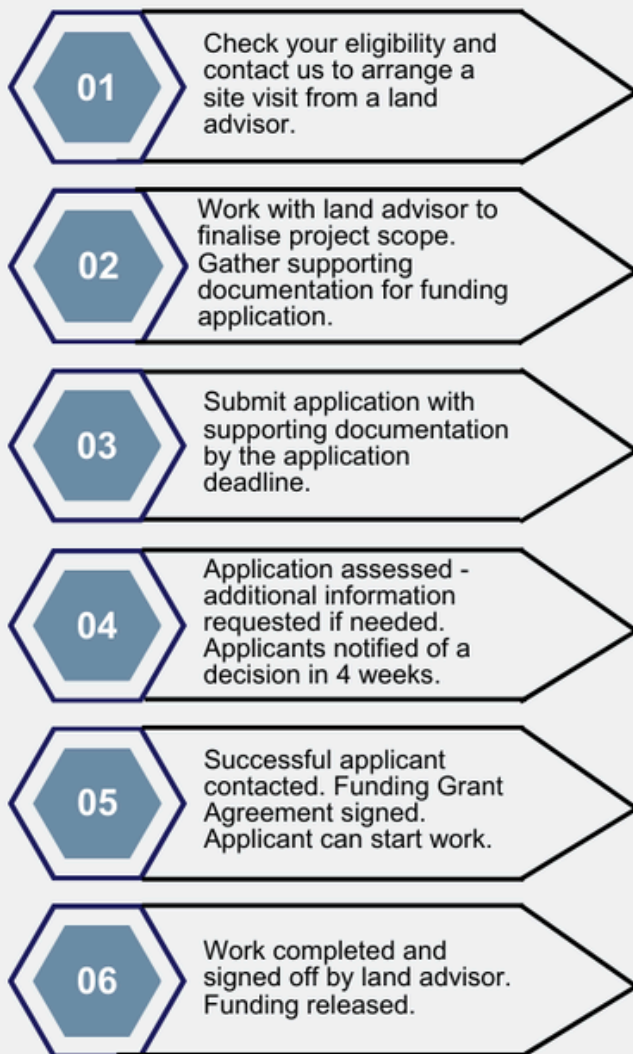 01
Check your eligibility and
contact us to arrange a
site visit from a land
advisor.
02
Work with land advisor to
finalise project scope.
Gather supporting
documentation for funding
application.
03
Submit application with
supporting documentation
by the application
deadline.
04
Application assessed -
additional information
requested if needed.
Applicants notified of a
decision in 4 weeks.
05
Successful applicant
contacted. Funding Grant
Agreement signed.
Applicant can start work.
06
Work completed and
signed off by land advisor.
Funding released.